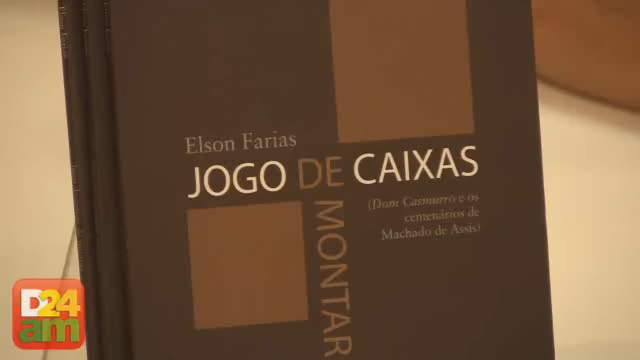 Elson Farias
JOGO DE CAIXAS
MONTAR
(Dom Casmurro e os
centenários de
Machado de Assis)
D24
am